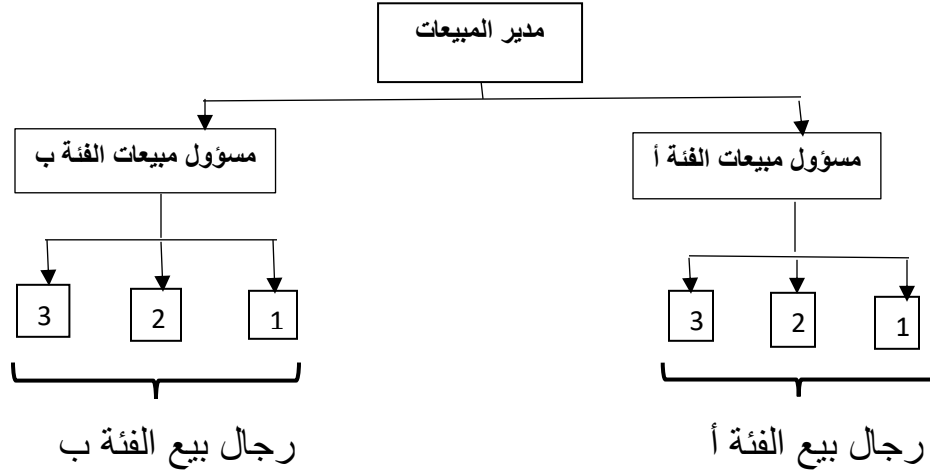 مدير المبيعات
مسؤول مبيعات الفئة أ
مسؤول مبيعات الفئة ب
1
2
3
1
2
3
رجال بيع الفئة أ
رجال بيع الفئة ب